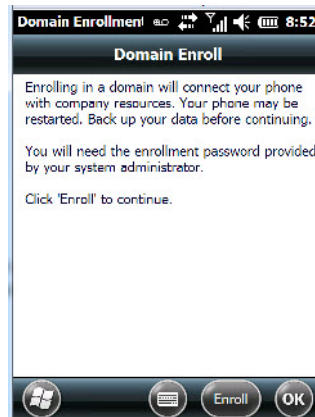 Domain Enrollment 8:52
Domain Enroll
Enrolling in a domain will connect your phone
with company resources. Your phone may be
restarted. Back up your data before continuing.
You will need the enrollment password provided
by your system administrator.
Click 'Enroll' to continue.
Enroll OK